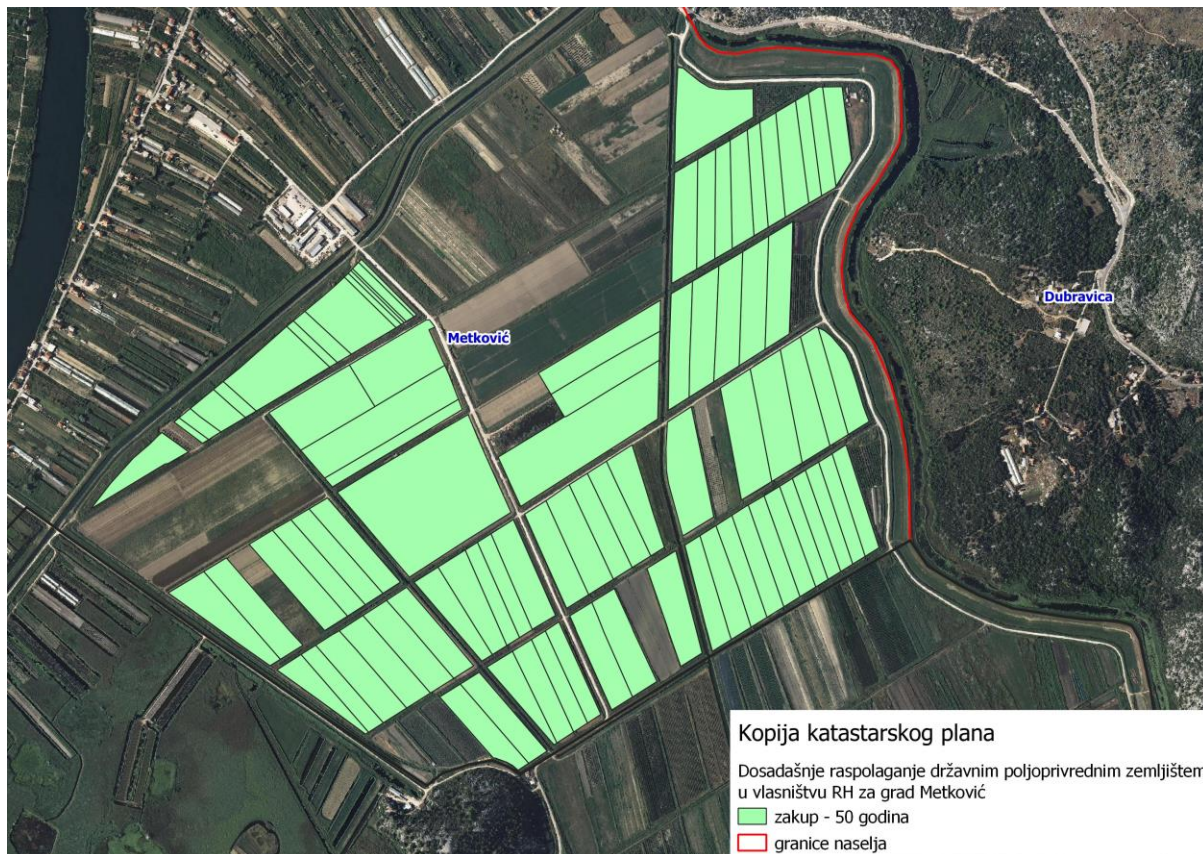 Metković
Dubravica
Kopija katastarskog plana
Dosadašnje raspolaganje državnim poljoprivrednim zemljištem
u vlasništvu RH za grad Metković
zakup - 50 godina
granice naselja